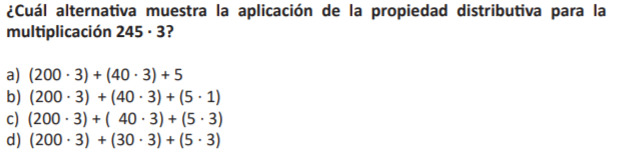 ¿Cuál alternativa muestra la aplicación de la propiedad distributiva para la
multiplicación 245 · 3?
a) (200 · 3) + (40 · 3) + 5
b) (200 · 3) + (40 · 3) + (5 · 1)
c) (200 · 3) + ( 40 · 3) + (5 · 3)
d) (200 · 3) + (30 · 3) + (5 · 3)